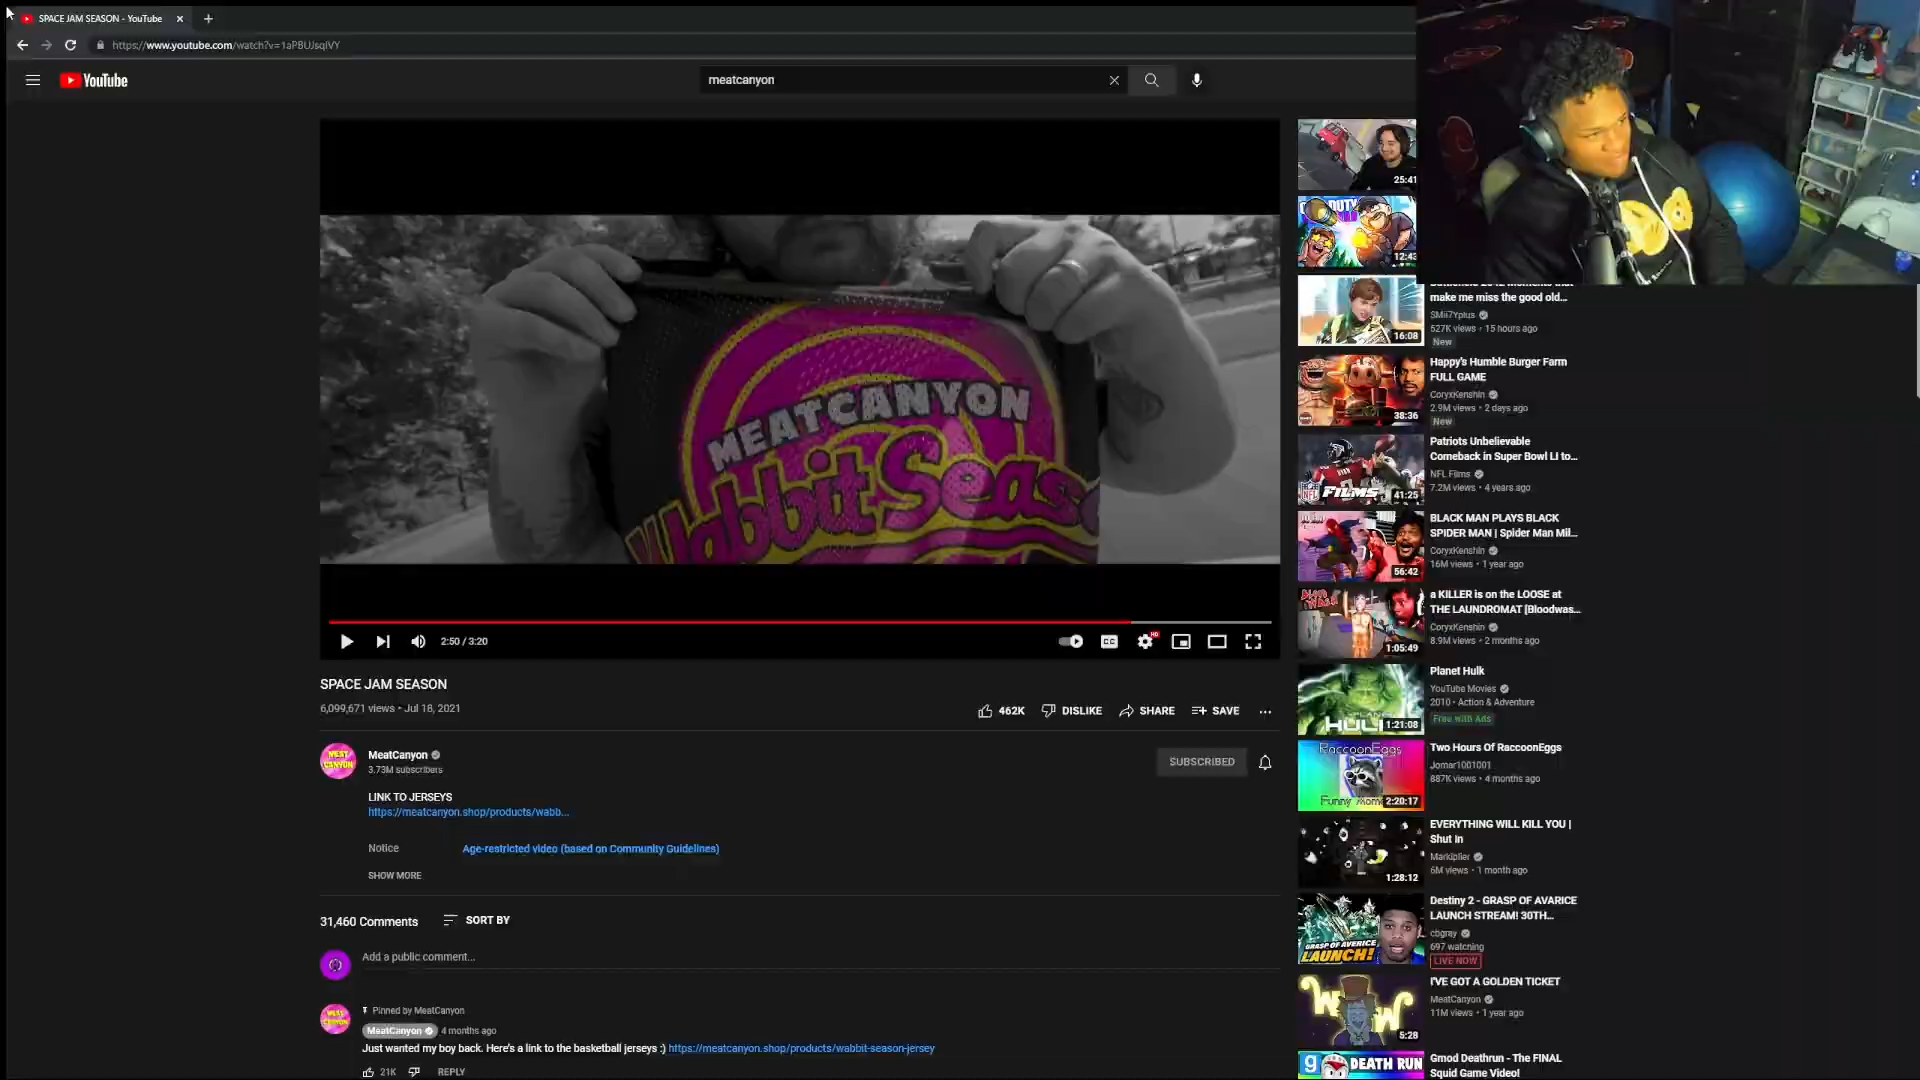 SPACE JAM SEASON - YouTube
https://www.youtube.com/watch?v=1aPBUJsqIVY
YouTube
meatcanyon
MEATCANYON
Wabbit Seas
2:50 / 3:20
CC
HD
SPACE JAM SEASON
6,099,671 views • Jul 18, 2021
462K
DISLIKE
SHARE
SAVE
MeatCanyon
3.73M subscribers
SUBSCRIBED
LINK TO JERSEYS
https://meatcanyon.shop/products/wabb...
Notice
Age-restricted video (based on Community Guidelines)
SHOW MORE
31,460 Comments
SORT BY
Add a public comment...
Pinned by MeatCanyon
MeatCanyon
4 months ago
Just wanted my boy back. Here's a link to the basketball jerseys :) https://meatcanyon.shop/products/wabbit-season-jersey
21K
REPLY
25:41
DUTY
12:43
make me miss the good old...
SMii7Yplus
527K views • 15 hours ago
New
16:08
Happy's Humble Burger Farm
FULL GAME
CoryxKenshin
2.9M views • 2 days ago
New
38:36
Patriots Unbelievable
Comeback in Super Bowl LI to...
NFL Films
7.2M views • 4 years ago
NFL
FILMS
41:25
BLACK MAN PLAYS BLACK
SPIDER MAN | Spider Man Mil...
CoryxKenshin
16M views • 1 year ago
56:42
a KILLER is on the LOOSE at
THE LAUNDROMAT [Bloodwas...
CoryxKenshin
8.9M views • 2 months ago
1:05:49
Planet Hulk
YouTube Movies
2010 • Action & Adventure
Free with Ads
1:21:08
Two Hours Of RaccoonEggs
Jomar1001001
887K views • 4 months ago
RaccoonEggs
2:20:17
EVERYTHING WILL KILL YOU |
Shut In
Markiplier
6M views • 1 month ago
1:28:12
Destiny 2 - GRASP OF AVARICE
LAUNCH STREAM! 30TH...
cbgray
697 watching
LIVE NOW
GRASP OF AVERICE
LAUNCH!
I'VE GOT A GOLDEN TICKET
MeatCanyon
11M views • 1 year ago
5:28
Gmod Deathrun - The FINAL
Squid Game Video!
DEATH RUN